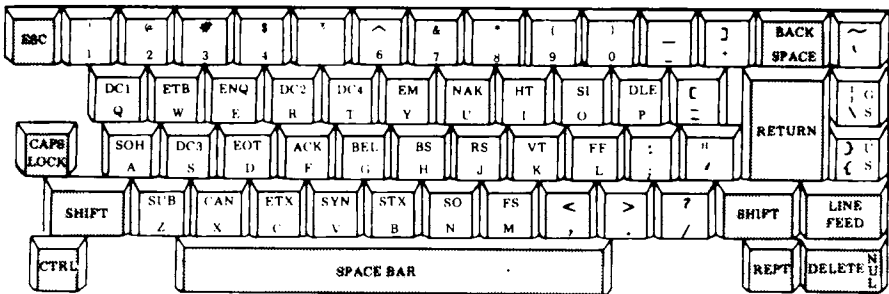 ESC ! 1 @ 2 # 3 $ 4 ^ 6 & 7 * 8 ( 9 ) 0 _ - ] BACK SPACE ~ `
DC1 Q ETB W ENQ E DC2 R DC4 T EM Y NAK U HT I SI O DLE P [ RETURN | \ G S
CAPS LOCK SOH A DC3 S EOT D ACK F BEL G BS H RS J VT K FF L : ; " } { U S
SHIFT SUB Z CAN X ETX C SYN V STX B SO N FS M < , > . ? / SHIFT LINE FEED
CTRL SPACE BAR REPT DELETE NUL